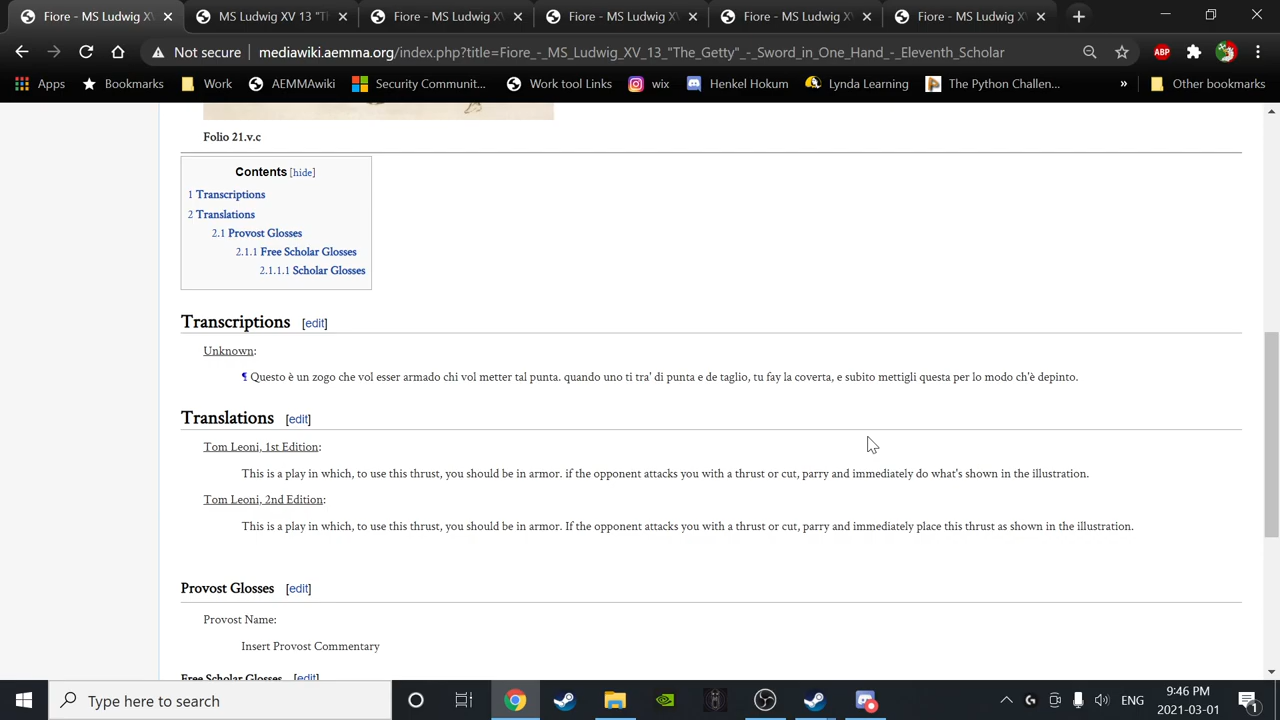 Fiore - MS Ludwig XV 13
MS Ludwig XV 13 "T
Fiore - MS Ludwig XV
Fiore - MS Ludwig XV
Fiore - MS Ludwig XV
Fiore - MS Ludwig XV
Not secure | mediawiki.aemma.org/index.php?title=Fiore_-_MS_Ludwig_XV_13_"The_Getty"_-_Sword_in_One_Hand_-_Eleventh_Scholar
ABP
Apps Bookmarks Work AEMMAwiki Security Communit... Work tool Links wix Henkel Hokum Lynda Learning The Python Challen... » Other bookmarks
Folio 21.v.c
Contents [hide]
1 Transcriptions
2 Translations
2.1 Provost Glosses
2.1.1 Free Scholar Glosses
2.1.1.1 Scholar Glosses
Transcriptions [edit]
Unknown:
¶ Questo è un zogo che vol esser armado chi vol metter tal punta. quando uno ti tra' di punta e de taglio, tu fay la coverta, e subito mettigli questa per lo modo ch'è depinto.
Translations [edit]
Tom Leoni, 1st Edition:
This is a play in which, to use this thrust, you should be in armor. if the opponent attacks you with a thrust or cut, parry and immediately do what's shown in the illustration.
Tom Leoni, 2nd Edition:
This is a play in which, to use this thrust, you should be in armor. If the opponent attacks you with a thrust or cut, parry and immediately place this thrust as shown in the illustration.
Provost Glosses [edit]
Provost Name:
Insert Provost Commentary
Free Scholar Glosses [edit]
Type here to search
ENG
9:46 PM
2021-03-01
1